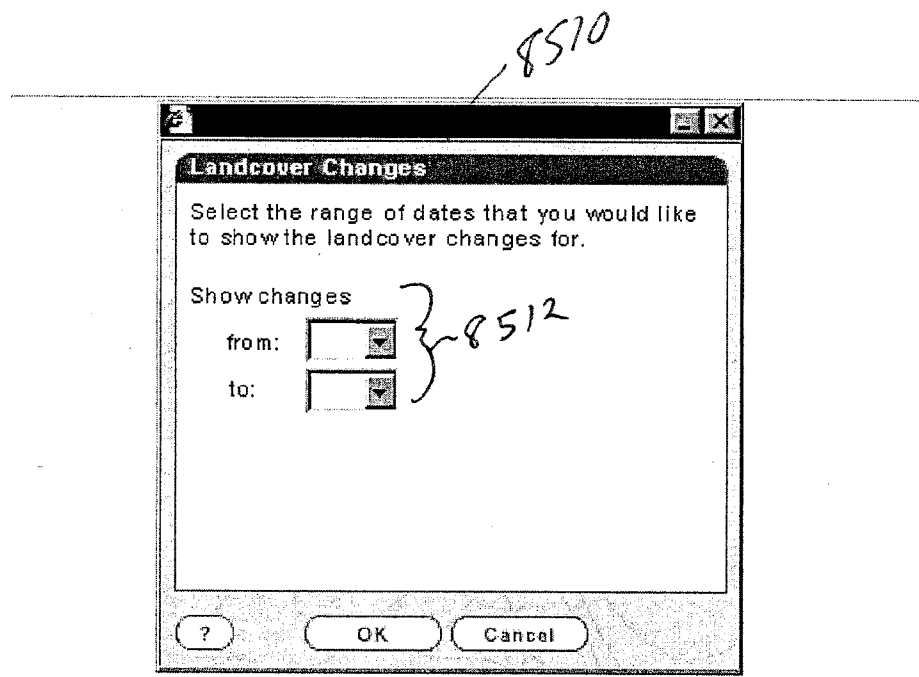 8510
Landcover Changes
Select the range of dates that you would like
to show the landcover changes for.
Show changes
from:
8512
to:
? OK Cancel